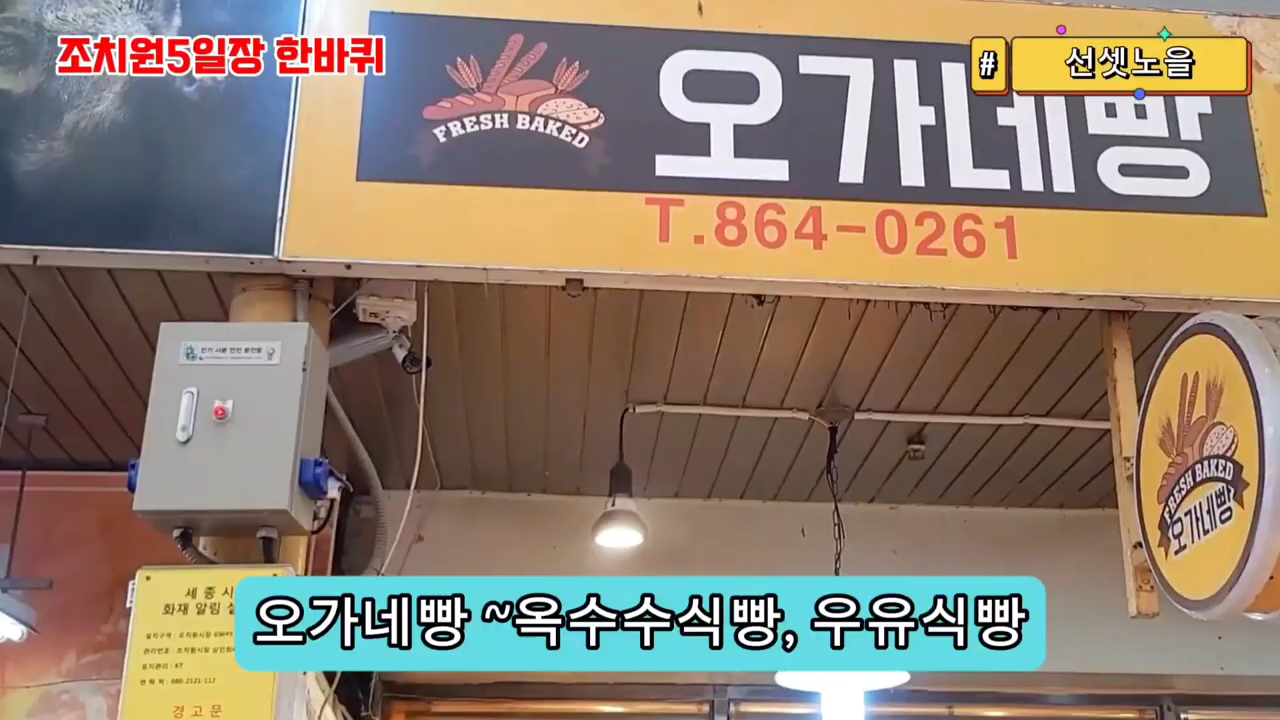 조치원5일장 한바퀴
# 선셋노을
FRESH BAKED
오가네빵
T.864-0261
FRESH BAKED
오가네빵
세종시
화재 알림
경고문
오가네빵 ~옥수수식빵, 우유식빵